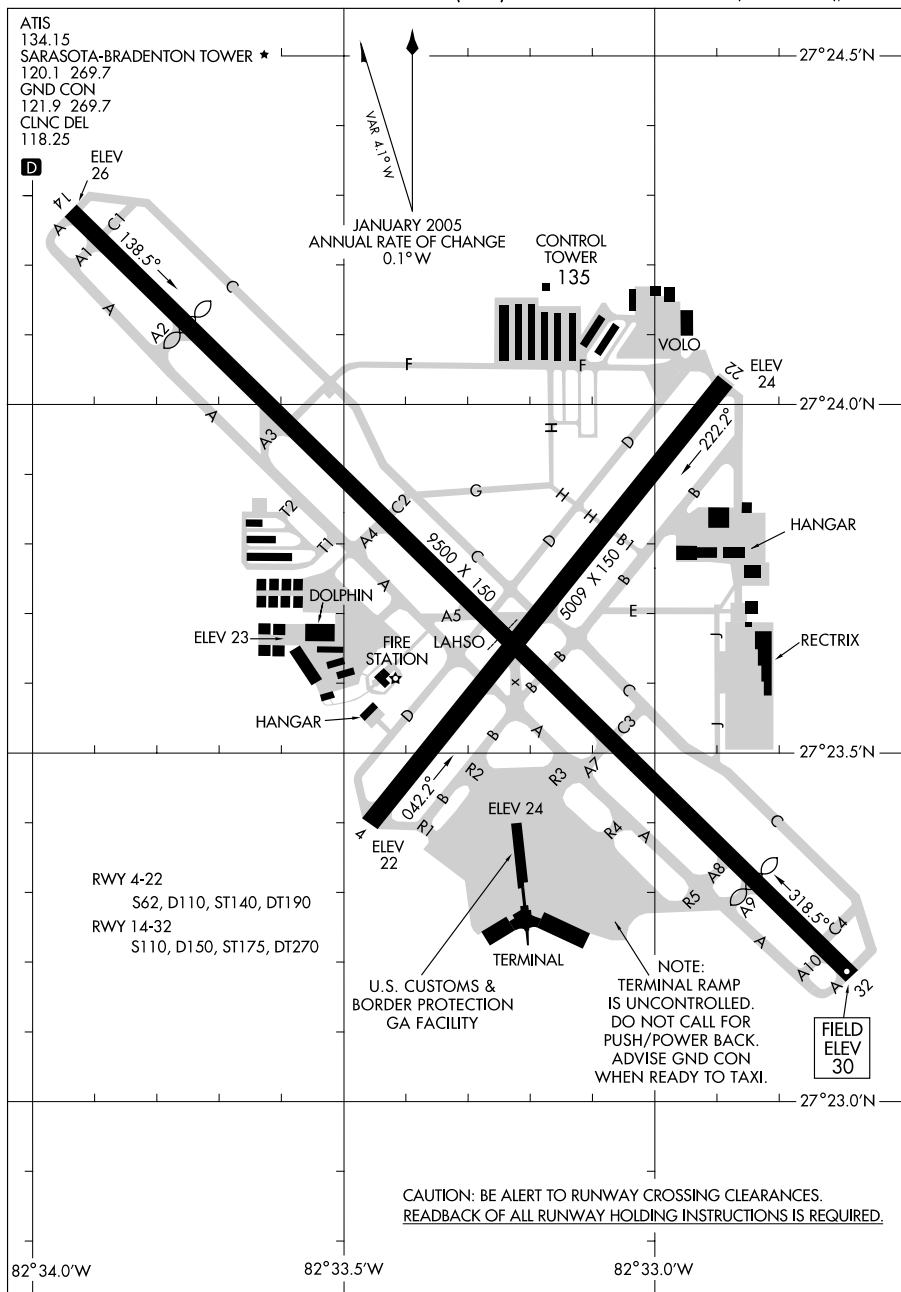 ATIS
134.15
SARASOTA-BRADENTON TOWER ★
120.1 269.7
GND CON
121.9 269.7
CLNC DEL
118.25
D
27°24.5'N
VAR 4.1° W
JANUARY 2005
ANNUAL RATE OF CHANGE
0.1° W
ELEV
26
14
A
A1
C1
138.5°
C
A
A2
CONTROL
TOWER
135
VOLO
F
F
22
ELEV
24
27°24.0'N
222.2°
A
A3
H
D
B
T2
C2
G
H
H
HANGAR
T1
A4
9500 X 150
C
D
B1
5009 X 150
B
A
DOLPHIN
A5
E
ELEV 23
FIRE
STATION
LAHSO
J
RECTRIX
B
x
B
C
HANGAR
D
B
A
C3
J
27°23.5'N
042.2°
R2
R3
A7
B
R1
4
ELEV
22
ELEV 24
R4
A
C
A8
318.5°
R5
A9
C4
A
A10
A
32
RWY 4-22
S62, D110, ST140, DT190
RWY 14-32
S110, D150, ST175, DT270
TERMINAL
U.S. CUSTOMS &
BORDER PROTECTION
GA FACILITY
NOTE:
TERMINAL RAMP
IS UNCONTROLLED.
DO NOT CALL FOR
PUSH/POWER BACK.
ADVISE GND CON
WHEN READY TO TAXI.
FIELD
ELEV
30
27°23.0'N
CAUTION: BE ALERT TO RUNWAY CROSSING CLEARANCES.
READBACK OF ALL RUNWAY HOLDING INSTRUCTIONS IS REQUIRED.
82°34.0'W
82°33.5'W
82°33.0'W